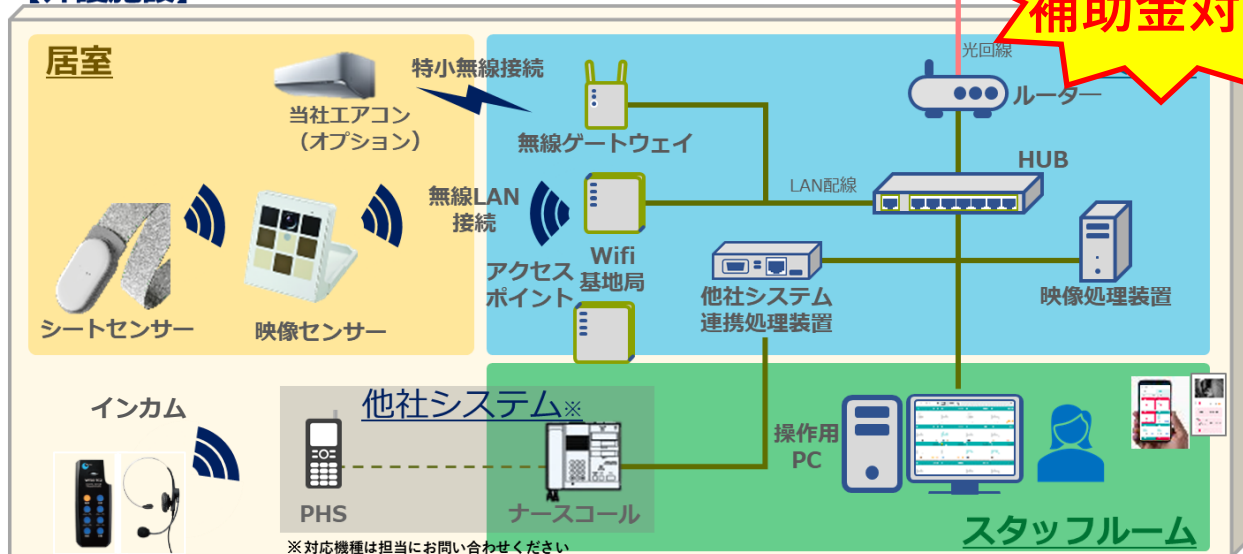 補助金対
居室
光回線
特小無線接続
ルーター
当社エアコン
（オプション）
無線ゲートウェイ
HUB
LAN配線
無線LAN
接続
Wifi
基地局
アクセス
ポイント
他社システム
連携処理装置
映像処理装置
シートセンサー
映像センサー
インカム
他社システム※
操作用
PC
PHS
ナースコール
スタッフルーム
※対応機種は担当にお問い合わせください